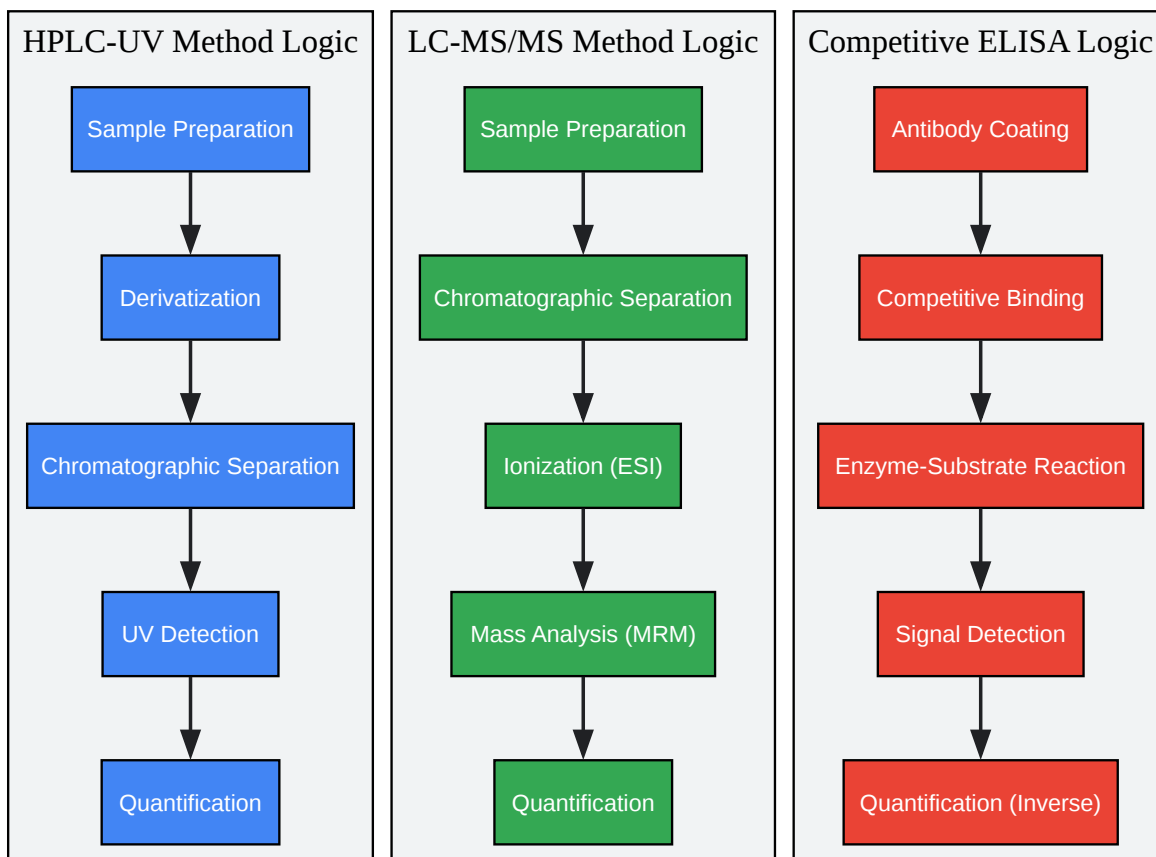 HPLC-UV Method Logic
Sample Preparation
Derivatization
Chromatographic Separation
UV Detection
Quantification
LC-MS/MS Method Logic
Sample Preparation
Chromatographic Separation
Ionization (ESI)
Mass Analysis (MRM)
Quantification
Competitive ELISA Logic
Antibody Coating
Competitive Binding
Enzyme-Substrate Reaction
Signal Detection
Quantification (Inverse)